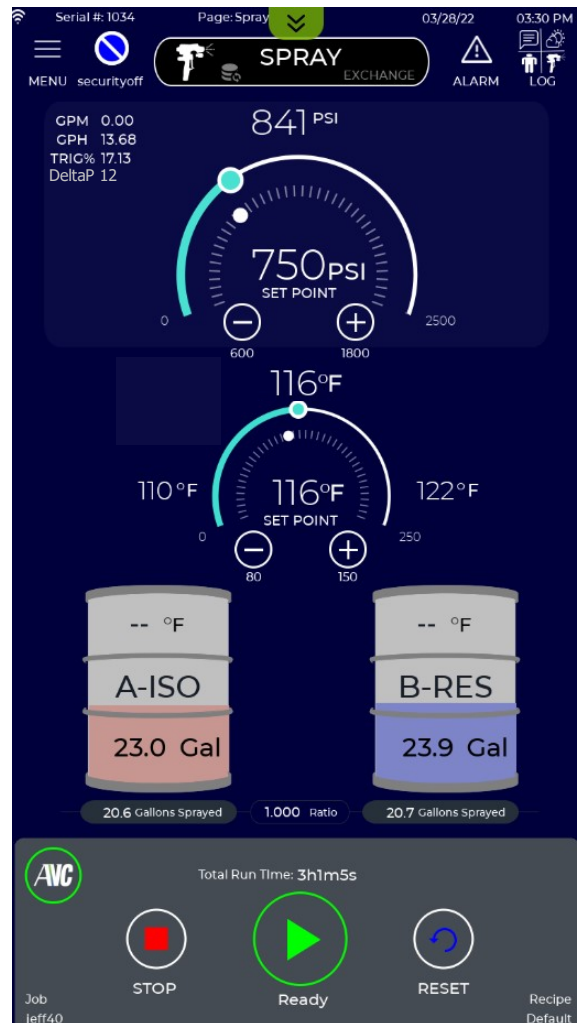 Serial #: 1034 Page: Spray 03/28/22 03:30 PM
MENU securityoff SPRAY EXCHANGE ALARM LOG
GPM 0.00
GPH 13.68
TRIG% 17.13
DeltaP 12
841 PSI
750 PSI
SET POINT
0 2500
600 1800
116°F
110°F 116°F 122°F
SET POINT
0 250
80 150
-- °F -- °F
A-ISO B-RES
23.0 Gal 23.9 Gal
20.6 Gallons Sprayed 1.000 Ratio 20.7 Gallons Sprayed
AVC
Total Run TIme: 3h1m5s
STOP Ready RESET
Job Recipe
jeff40 Default